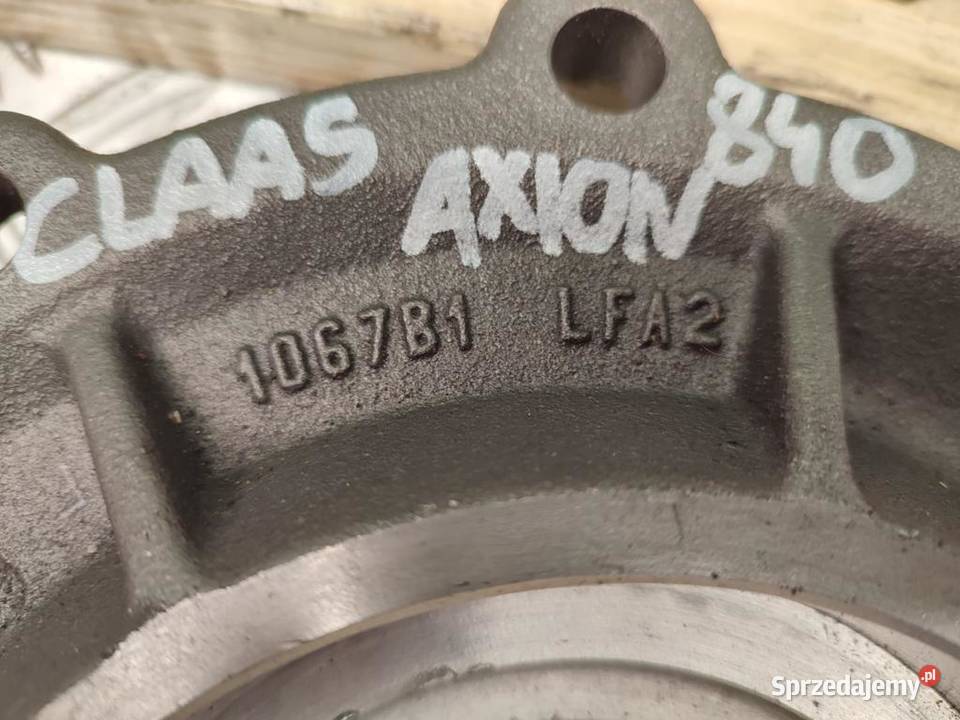 CLAAS AXION 840
1067B1 LFA2
Sprzedajemy.pl